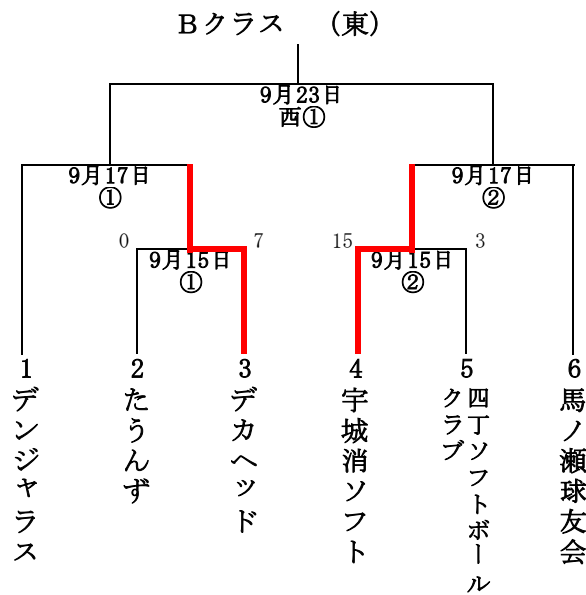 Bクラス （東）
9月23日
西①
9月17日
①
9月17日
②
0
7
15
3
9月15日
①
9月15日
②
1
2
3
4
5
6
デンジャラス
たうんず
デカヘッド
宇城消ソフト
四丁ソフトボール
クラブ
馬ノ瀬球友会